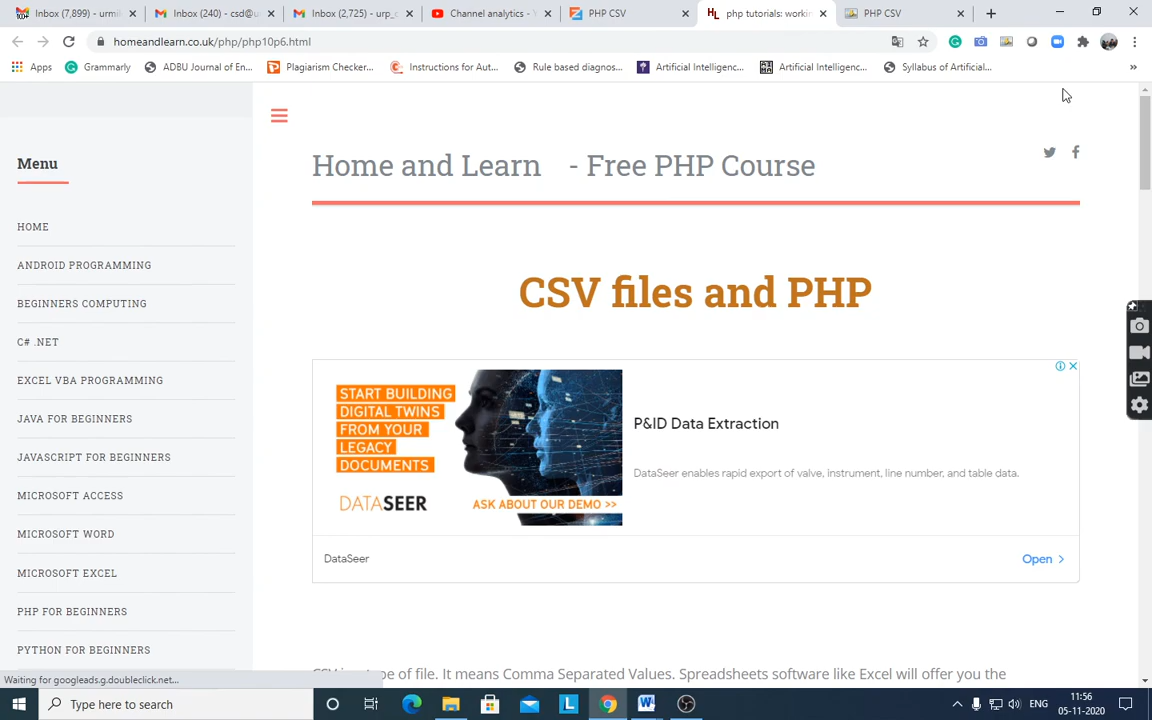 Inbox (7,899) - urmi
Inbox (240) - csd@u
Inbox (2,725) - urp_c
Channel analytics - Y
PHP CSV
php tutorials: workin
PHP CSV
homeandlearn.co.uk/php/php10p6.html
Apps
Grammarly
ADBU Journal of En...
Plagiarism Checker...
Instructions for Aut...
Rule based diagnos...
Artificial Intelligenc...
Artificial Intelligenc...
Syllabus of Artificial...
»
Menu
HOME
ANDROID PROGRAMMING
BEGINNERS COMPUTING
C# .NET
EXCEL VBA PROGRAMMING
JAVA FOR BEGINNERS
JAVASCRIPT FOR BEGINNERS
MICROSOFT ACCESS
MICROSOFT WORD
MICROSOFT EXCEL
PHP FOR BEGINNERS
PYTHON FOR BEGINNERS
Home and Learn - Free PHP Course
CSV files and PHP
START BUILDING
DIGITAL TWINS
FROM YOUR
LEGACY
DOCUMENTS
DATASEER
ASK ABOUT OUR DEMO >>
P&ID Data Extraction
DataSeer enables rapid export of valve, instrument, line number, and table data.
DataSeer
Open
CSV is a type of file. It means Comma Separated Values. Spreadsheets software like Excel will offer you the
Waiting for googleads.g.doubleclick.net...
Type here to search
ENG
11:56
05-11-2020